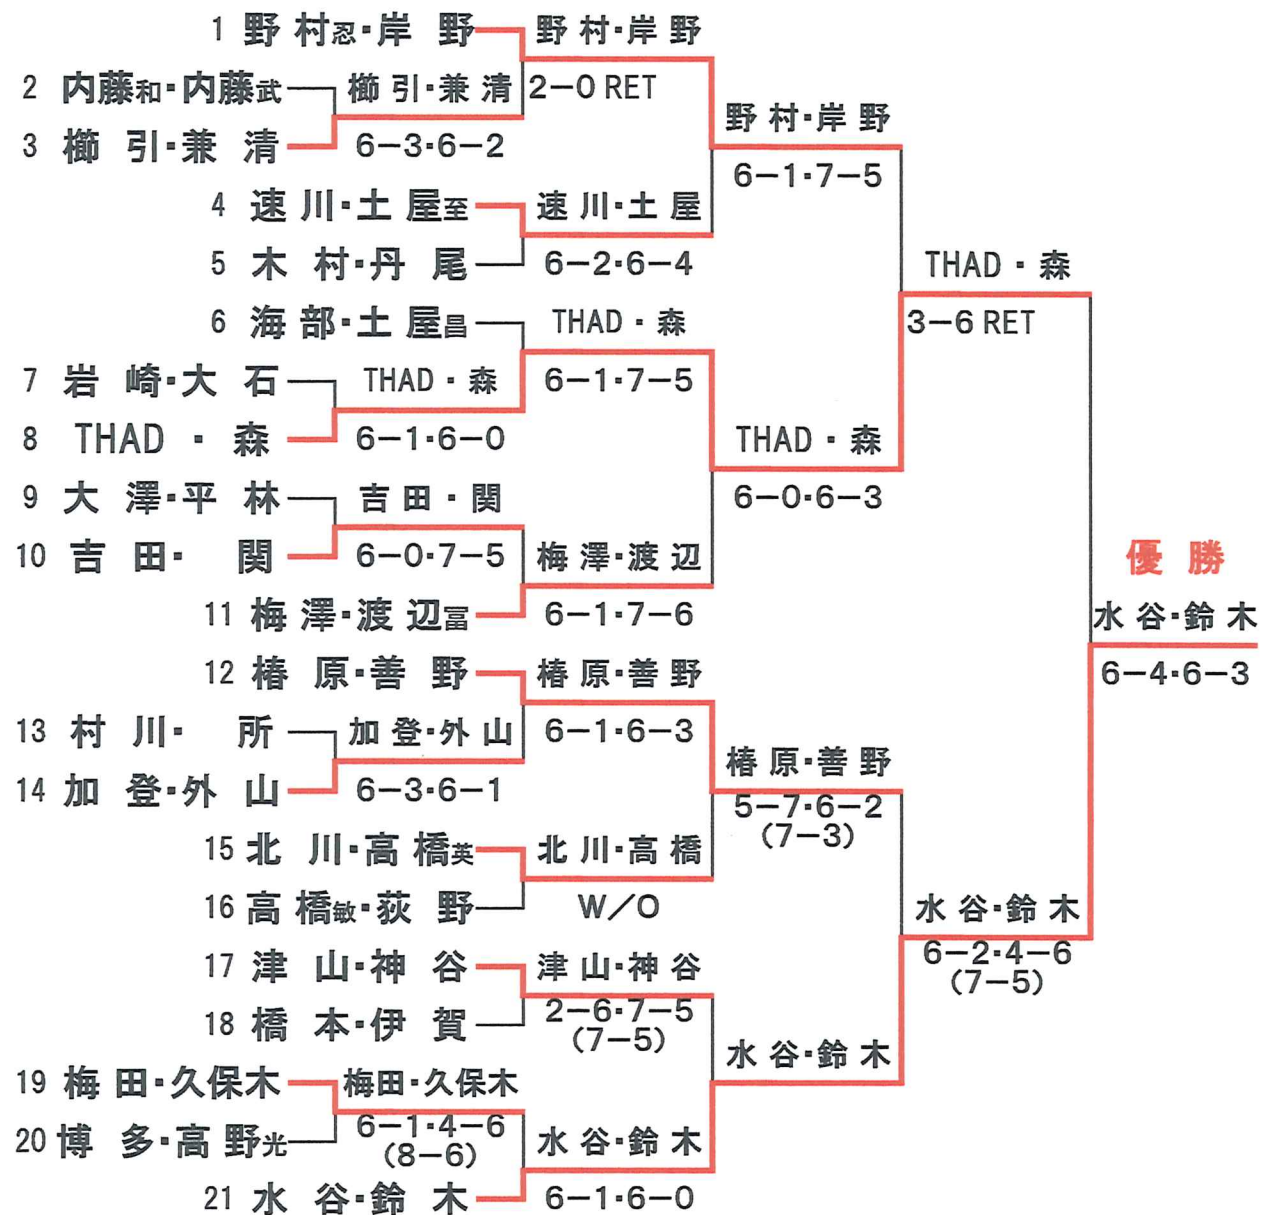 1 野村忍・岸野 野村・岸野
2 内藤和・内藤武 櫛引・兼清 2-0 RET
野村・岸野
3 櫛引・兼清 6-3・6-2
6-1・7-5
4 速川・土屋至 速川・土屋
5 木村・丹尾 6-2・6-4
THAD・森
6 海部・土屋昌 THAD・森
3-6 RET
7 岩崎・大石 THAD・森 6-1・7-5
8 THAD・森 6-1・6-0
THAD・森
9 大澤・平林 吉田・関
6-0・6-3
10 吉田・関 6-0・7-5 梅澤・渡辺
優勝
11 梅澤・渡辺冨 6-1・7-6
水谷・鈴木
12 椿原・善野 椿原・善野
6-4・6-3
13 村川・所 加登・外山 6-1・6-3
椿原・善野
14 加登・外山 6-3・6-1
5-7・6-2
(7-3)
15 北川・高橋英 北川・高橋
16 高橋敏・荻野 W/O
水谷・鈴木
6-2・4-6
17 津山・神谷 津山・神谷
(7-5)
2-6・7-5
18 橋本・伊賀
(7-5)
水谷・鈴木
19 梅田・久保木 梅田・久保木
6-1・4-6
20 博多・高野光 水谷・鈴木
(8-6)
21 水谷・鈴木 6-1・6-0